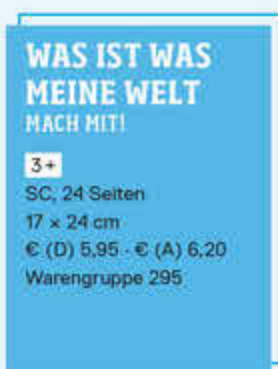 WAS IST WAS
MEINE WELT
MACH MIT!
3+
SC, 24 Seiten
17 × 24 cm
€ (D) 5,95 · € (A) 6,20
Warengruppe 295